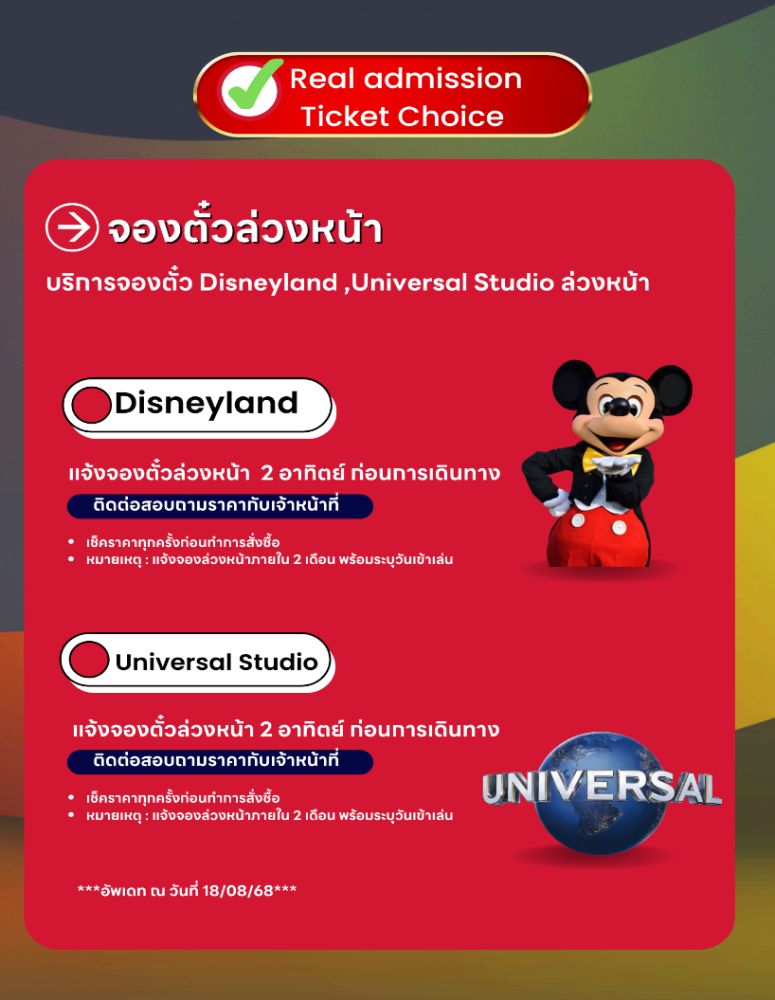 Real admission
Ticket Choice
จองตั๋วล่วงหน้า
บริการจองตั๋ว Disneyland ,Universal Studio ล่วงหน้า
Disneyland
แจ้งจองตั๋วล่วงหน้า 2 อาทิตย์ ก่อนการเดินทาง
ติดต่อสอบถามราคากับเจ้าหน้าที่
• เช็คราคาทุกครั้งก่อนทำการสั่งซื้อ
• หมายเหตุ : แจ้งจองล่วงหน้าภายใน 2 เดือน พร้อมระบุวันเข้าเล่น
Universal Studio
แจ้งจองตั๋วล่วงหน้า 2 อาทิตย์ ก่อนการเดินทาง
ติดต่อสอบถามราคากับเจ้าหน้าที่
UNIVERSAL
• เช็คราคาทุกครั้งก่อนทำการสั่งซื้อ
• หมายเหตุ : แจ้งจองล่วงหน้าภายใน 2 เดือน พร้อมระบุวันเข้าเล่น
***อัพเดท ณ วันที่ 18/08/68***